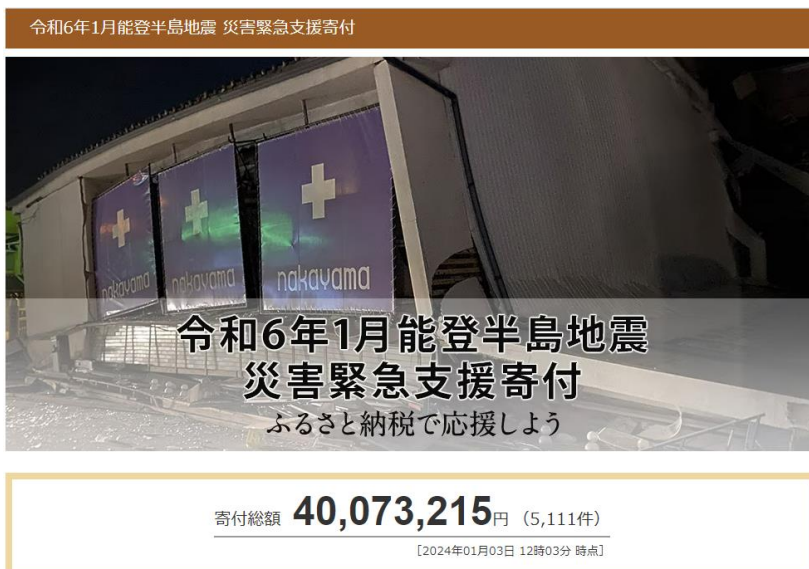 令和6年1月能登半島地震 災害緊急支援寄付
nakayama nakayama nakayama
令和6年1月能登半島地震
災害緊急支援寄付
ふるさと納税で応援しよう
寄付総額 40,073,215円 (5,111件)
[2024年01月03日 12時03分 時点]